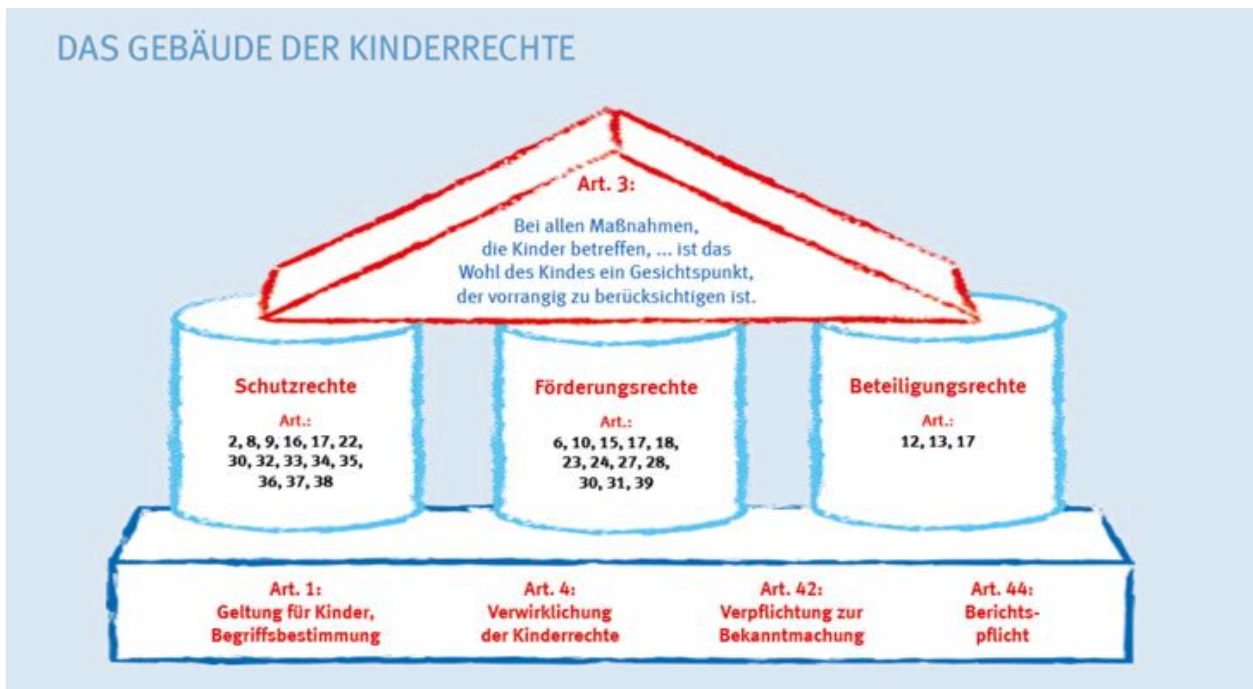 DAS GEBÄUDE DER KINDERRECHTE
Art. 3:
Bei allen Maßnahmen,
die Kinder betreffen, ... ist das
Wohl des Kindes ein Gesichtspunkt,
der vorrangig zu berücksichtigen ist.
Schutzrechte
Art.:
2, 8, 9, 16, 17, 22,
30, 32, 33, 34, 35,
36, 37, 38
Förderungsrechte
Art.:
6, 10, 15, 17, 18,
23, 24, 27, 28,
30, 31, 39
Beteiligungsrechte
Art.:
12, 13, 17
Art. 1:
Geltung für Kinder,
Begriffsbestimmung
Art. 4:
Verwirklichung
der Kinderrechte
Art. 42:
Verpflichtung zur
Bekanntmachung
Art. 44:
Berichts-
pflicht